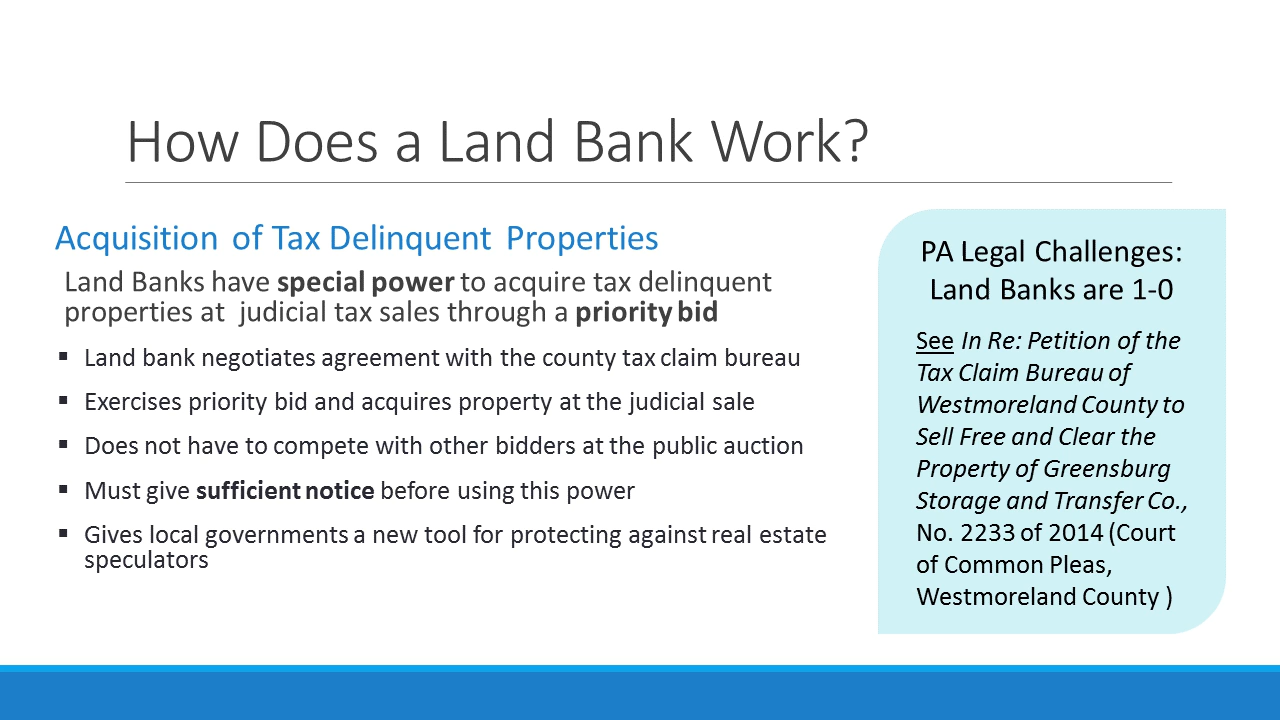 How Does a Land Bank Work?
Acquisition of Tax Delinquent Properties
Land Banks have special power to acquire tax delinquent
properties at judicial tax sales through a priority bid
▪ Land bank negotiates agreement with the county tax claim bureau
▪ Exercises priority bid and acquires property at the judicial sale
▪ Does not have to compete with other bidders at the public auction
▪ Must give sufficient notice before using this power
▪ Gives local governments a new tool for protecting against real estate
speculators
PA Legal Challenges:
Land Banks are 1-0
See In Re: Petition of the
Tax Claim Bureau of
Westmoreland County to
Sell Free and Clear the
Property of Greensburg
Storage and Transfer Co.,
No. 2233 of 2014 (Court
of Common Pleas,
Westmoreland County )